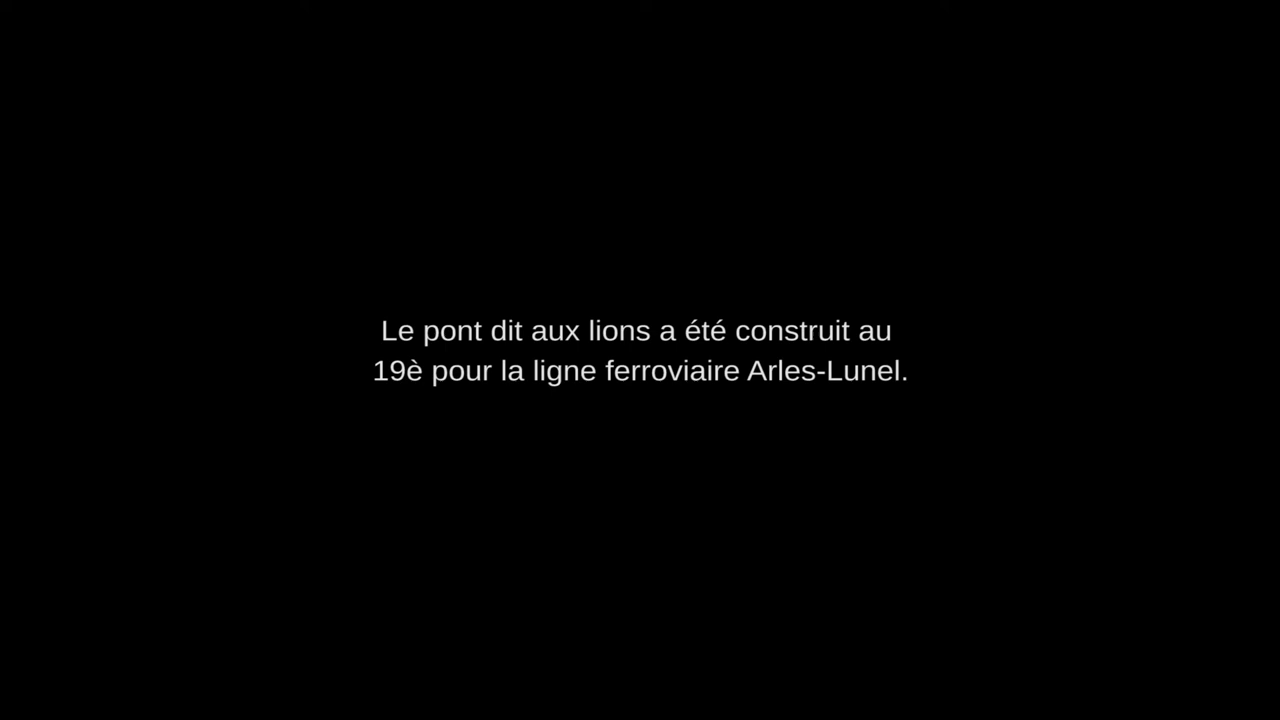 Le pont dit aux lions a été construit au
19è pour la ligne ferroviaire Arles-Lunel.